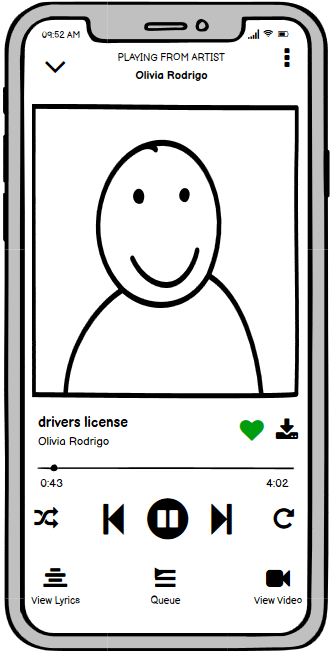 09:52 AM
PLAYING FROM ARTIST
Olivia Rodrigo
drivers license
Olivia Rodrigo
0:43
4:02
View Lyrics
Queue
View Video